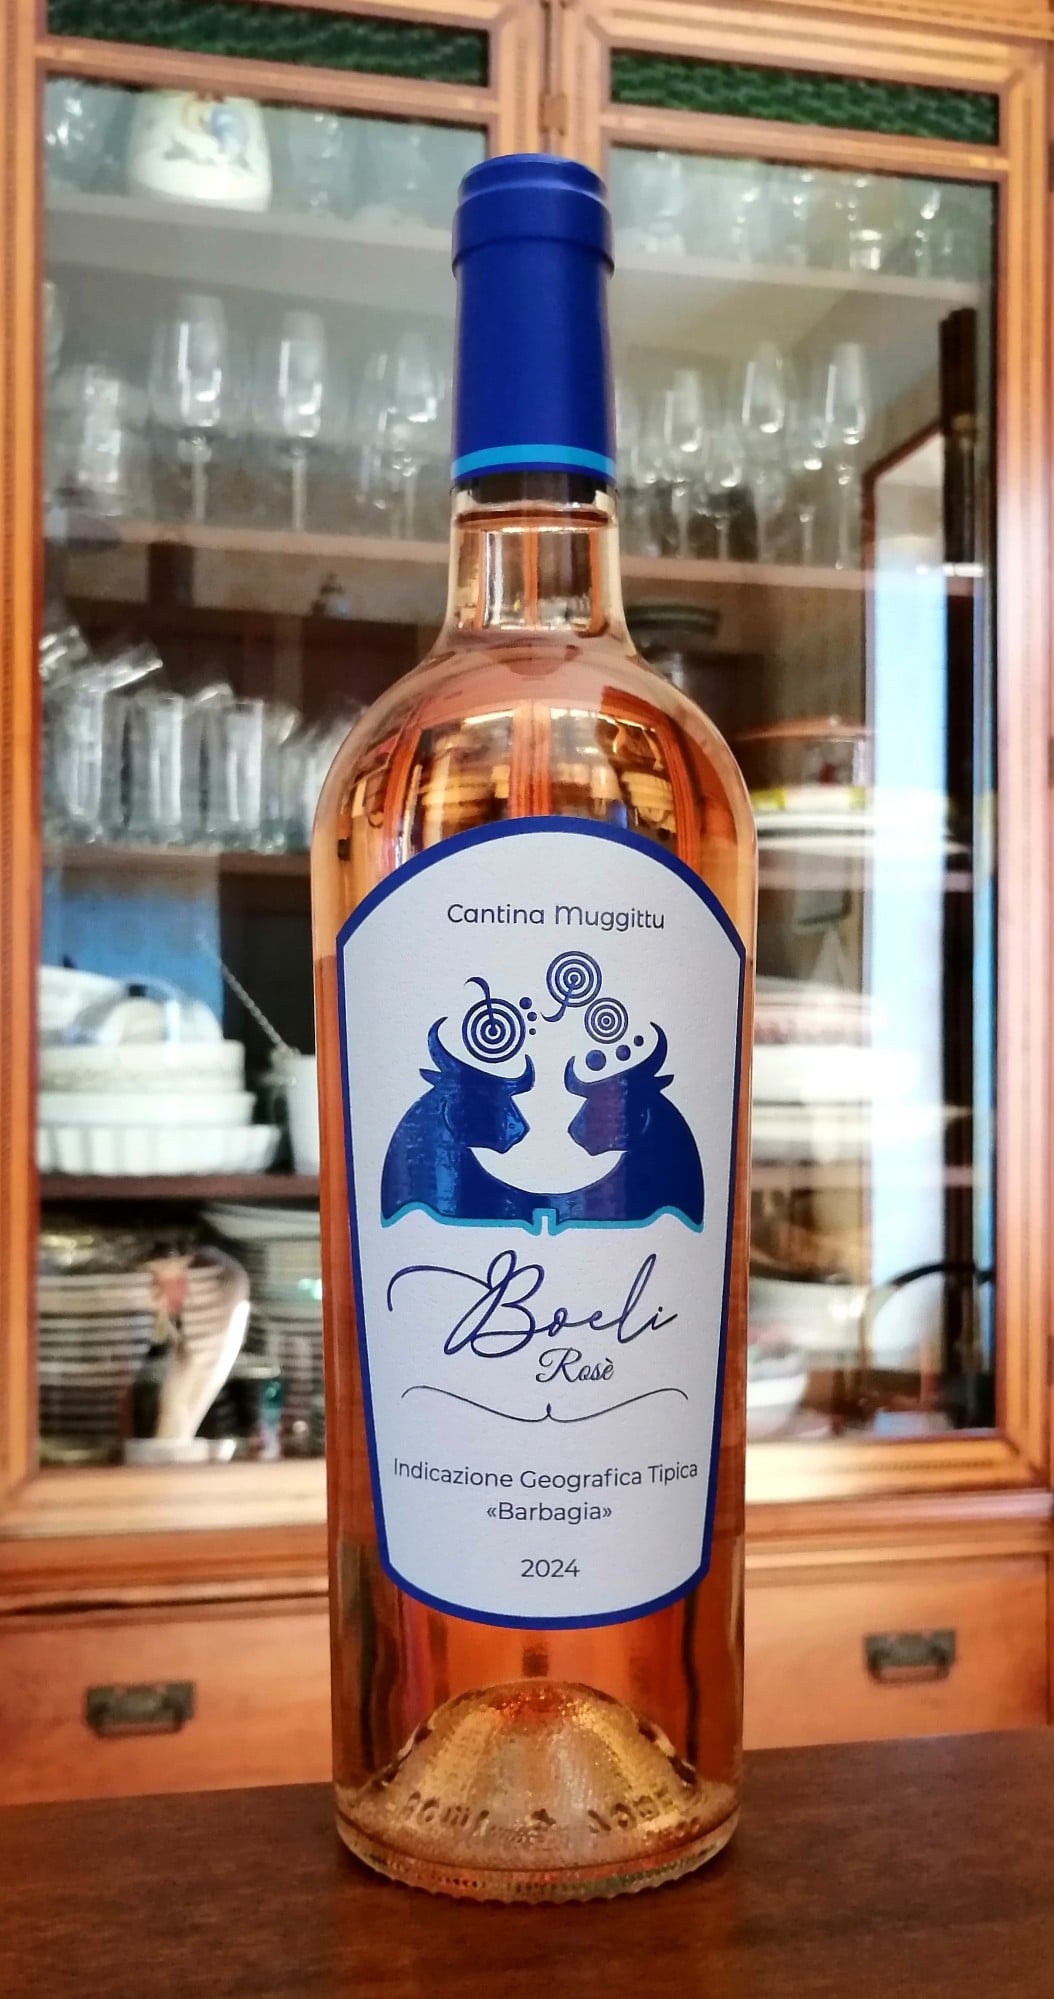 Cantina Muggittu
Boeli
Rosè
Indicazione Geografica Tipica
«Barbagia»
2024